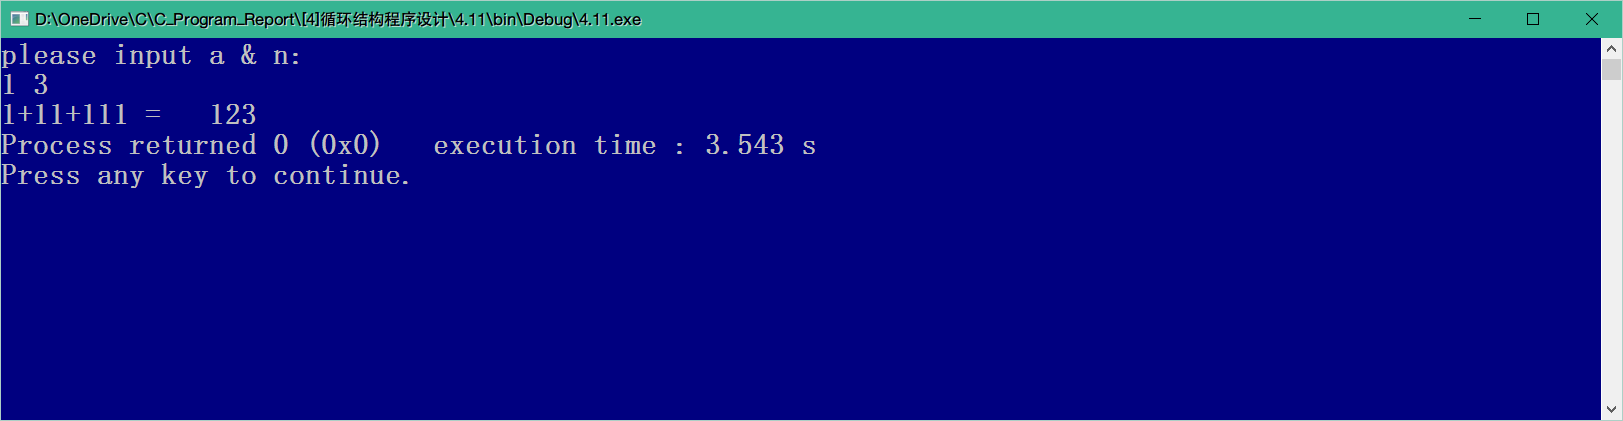 D:\OneDrive\C\C_Program_Report\[4]循环结构程序设计\4.11\bin\Debug\4.11.exe
please input a & n:
1 3
1+11+111 =   123
Process returned 0 (0x0)   execution time : 3.543 s
Press any key to continue.